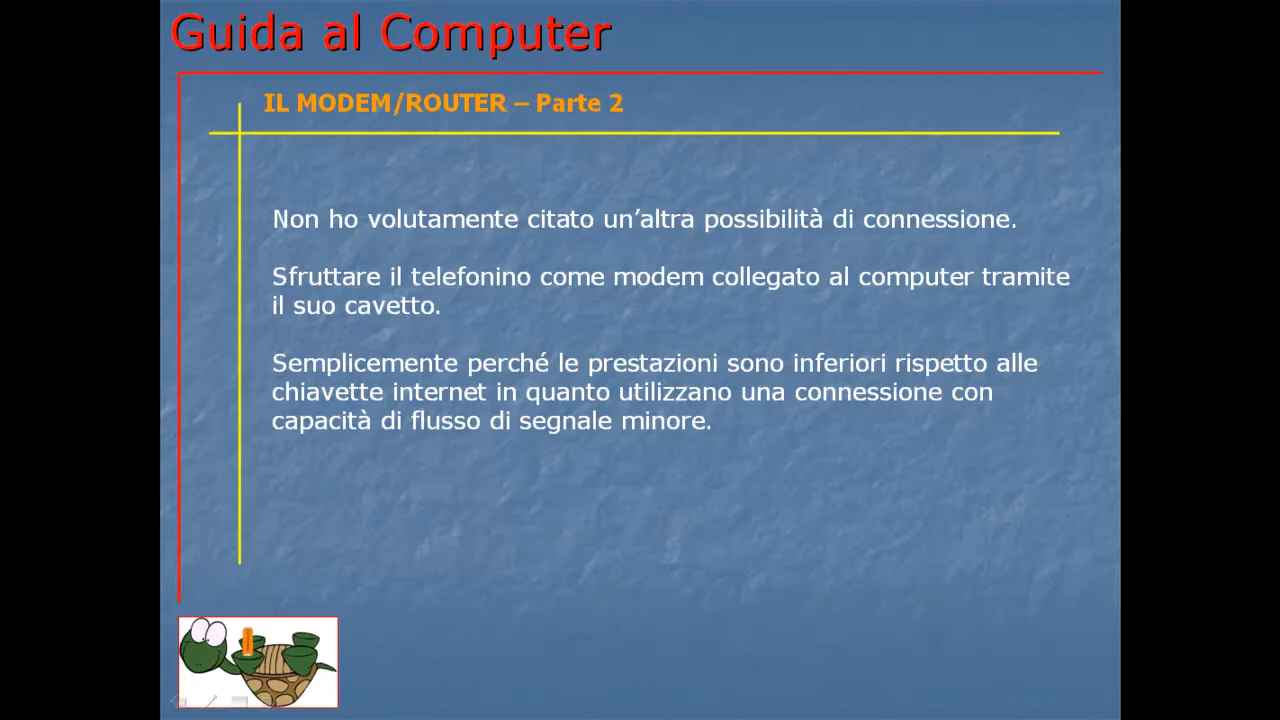 Guida al Computer
IL MODEM/ROUTER – Parte 2
Non ho volutamente citato un’altra possibilità di connessione.
Sfruttare il telefonino come modem collegato al computer tramite
il suo cavetto.
Semplicemente perché le prestazioni sono inferiori rispetto alle
chiavette internet in quanto utilizzano una connessione con
capacità di flusso di segnale minore.